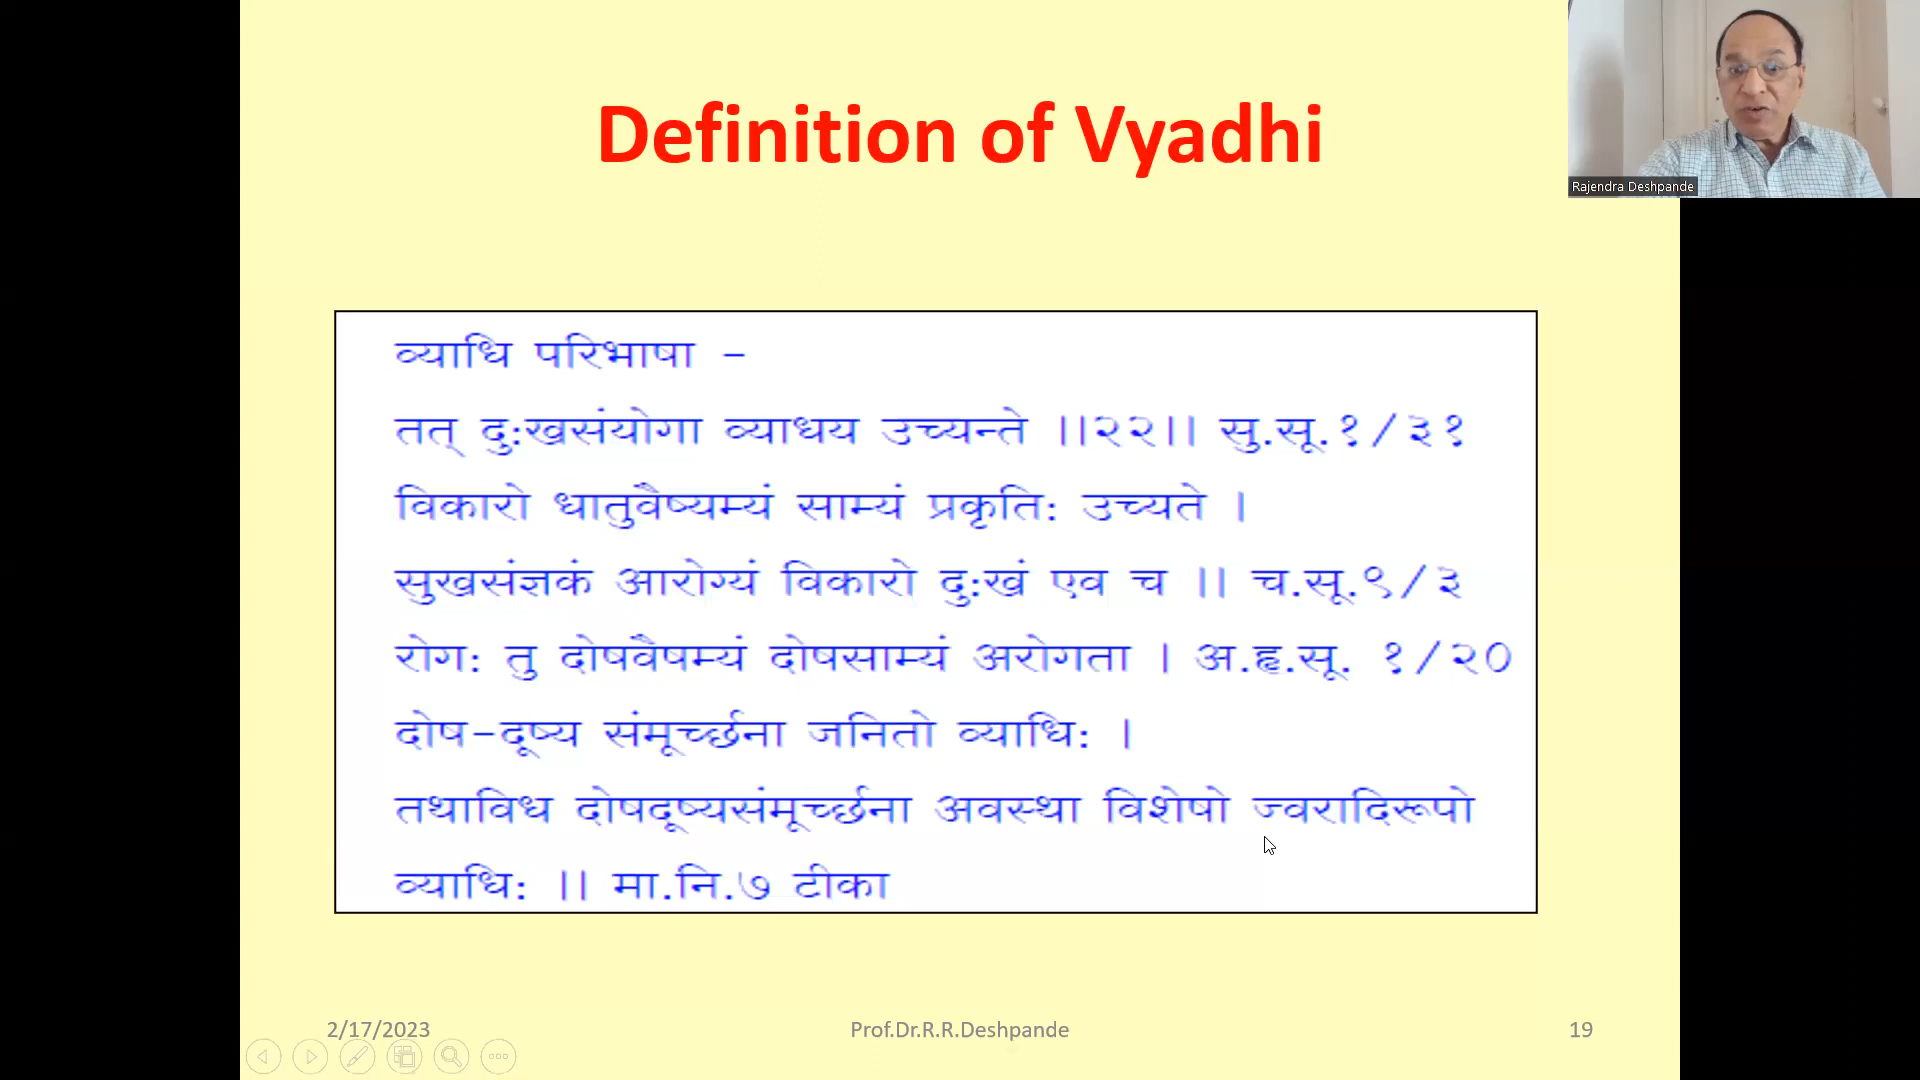 Definition of Vyadhi
Rajendra Deshpande
व्याधि परिभाषा -
तत् दुःखसंयोगा व्याधय उच्यन्ते ।।२२।। सु.सू.१/३१
विकारो धातुवैष्यम्यं साम्यं प्रकृतिः उच्यते ।
सुखसंज्ञकं आरोग्यं विकारो दुःखं एव च ।। च.सू.९/३
रोगः तु दोषवैषम्यं दोषसाम्यं अरोगता । अ.हृ.सू. १/२०
दोष-दूष्य संमूर्च्छना जनितो व्याधिः ।
तथाविध दोषदूष्यसंमूर्च्छना अवस्था विशेषो ज्वरादिरूपो
व्याधिः ।। मा.नि.७ टीका
2/17/2023
Prof.Dr.R.R.Deshpande
19